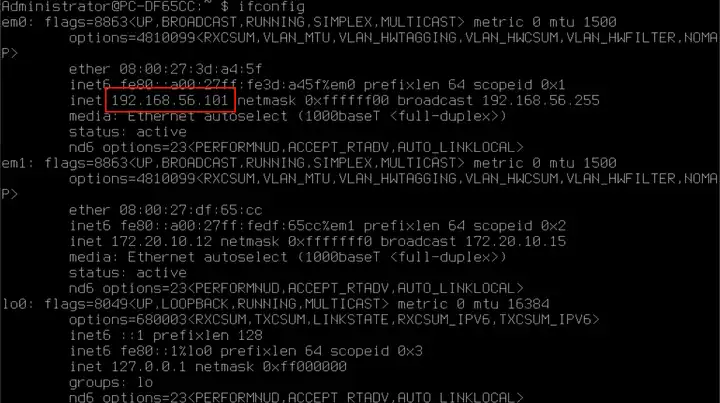 Administrator@PC-DF65CC:~ $ ifconfig
em0: flags=8863<UP,BROADCAST,RUNNING,SIMPLEX,MULTICAST> metric 0 mtu 1500
options=4810099<RXCSUM,VLAN_MTU,VLAN_HWTAGGING,VLAN_HWCSUM,VLAN_HWFILTER,NOMA
P>
ether 08:00:27:3d:a4:5f
inet6 fe80::a00:27ff:fe3d:a45f%em0 prefixlen 64 scopeid 0x1
inet 192.168.56.101 netmask 0xffffff00 broadcast 192.168.56.255
media: Ethernet autoselect (1000baseT <full-duplex>)
status: active
nd6 options=23<PERFORMNUD,ACCEPT_RTADV,AUTO_LINKLOCAL>
em1: flags=8863<UP,BROADCAST,RUNNING,SIMPLEX,MULTICAST> metric 0 mtu 1500
options=4810099<RXCSUM,VLAN_MTU,VLAN_HWTAGGING,VLAN_HWCSUM,VLAN_HWFILTER,NOMA
P>
ether 08:00:27:df:65:cc
inet6 fe80::a00:27ff:fedf:65cc%em1 prefixlen 64 scopeid 0x2
inet 172.20.10.12 netmask 0xfffffff0 broadcast 172.20.10.15
media: Ethernet autoselect (1000baseT <full-duplex>)
status: active
nd6 options=23<PERFORMNUD,ACCEPT_RTADV,AUTO_LINKLOCAL>
lo0: flags=8049<UP,LOOPBACK,RUNNING,MULTICAST> metric 0 mtu 16384
options=680003<RXCSUM,TXCSUM,LINKSTATE,RXCSUM_IPV6,TXCSUM_IPV6>
inet6 ::1 prefixlen 128
inet6 fe80::1%lo0 prefixlen 64 scopeid 0x3
inet 127.0.0.1 netmask 0xff000000
groups: lo
nd6 options=23<PERFORMNUD,ACCEPT_RTADV,AUTO_LINKLOCAL>